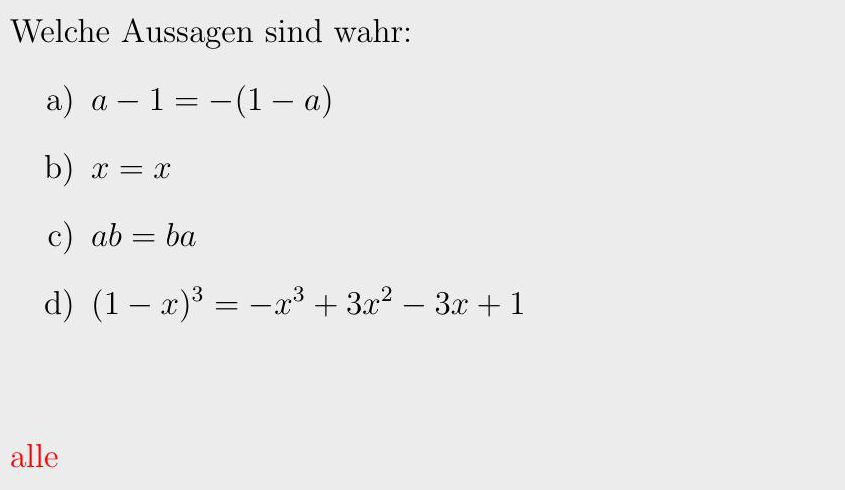 Welche Aussagen sind wahr:
a) a − 1 = −(1 − a)
b) x = x
c) ab = ba
d) (1 − x)³ = −x³ + 3x² − 3x + 1
alle